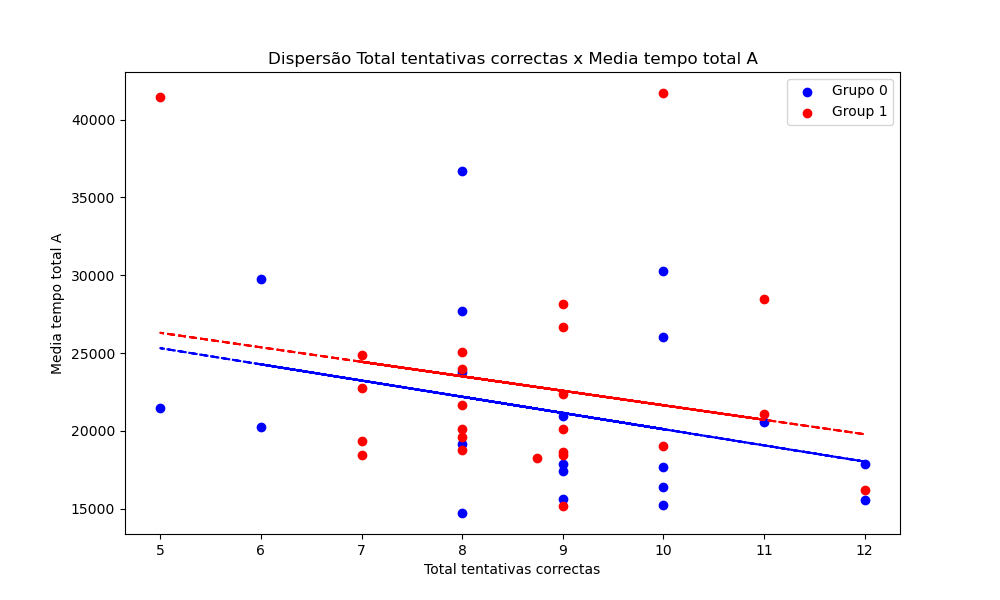 Dispersão Total tentativas correctas x Media tempo total A
Grupo 0
Group 1
40000
35000
30000
25000
20000
15000
Media tempo total A
5 6 7 8 9 10 11 12
Total tentativas correctas